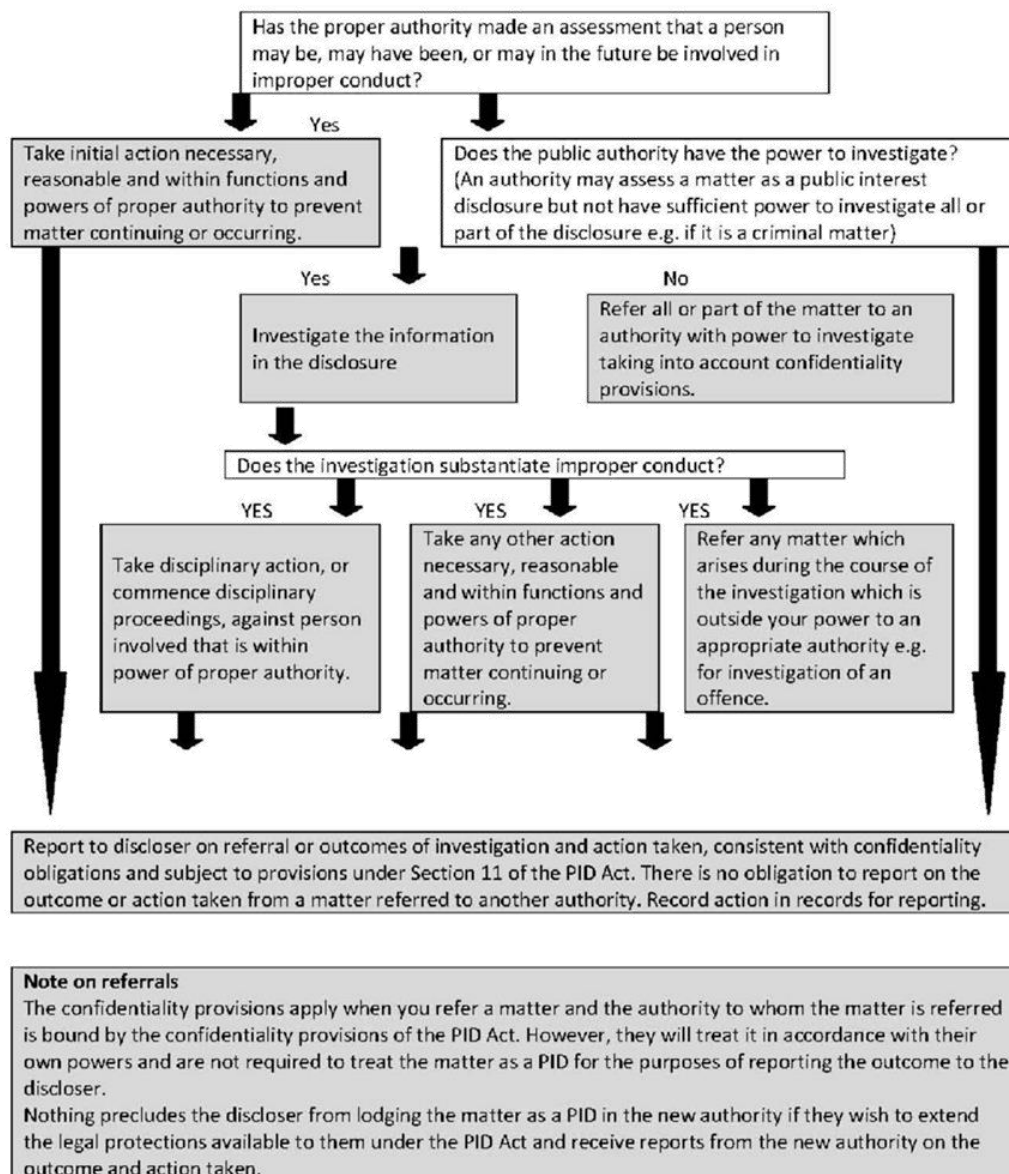 Has the proper authority made an assessment that a person
may be, may have been, or may in the future be involved in
improper conduct?
Yes
Take initial action necessary,
reasonable and within functions and
powers of proper authority to prevent
matter continuing or occurring.
Does the public authority have the power to investigate?
(An authority may assess a matter as a public interest
disclosure but not have sufficient power to investigate all or
part of the disclosure e.g. if it is a criminal matter)
Yes
No
Investigate the information
in the disclosure
Refer all or part of the matter to an
authority with power to investigate
taking into account confidentiality
provisions.
Does the investigation substantiate improper conduct?
YES
YES
YES
Take disciplinary action, or
commence disciplinary
proceedings, against person
involved that is within
power of proper authority.
Take any other action
necessary, reasonable
and within functions and
powers of proper
authority to prevent
matter continuing or
occurring.
Refer any matter which
arises during the course of
the investigation which is
outside your power to an
appropriate authority e.g.
for investigation of an
offence.
Report to discloser on referral or outcomes of investigation and action taken, consistent with confidentiality
obligations and subject to provisions under Section 11 of the PID Act. There is no obligation to report on the
outcome or action taken from a matter referred to another authority. Record action in records for reporting.
Note on referrals
The confidentiality provisions apply when you refer a matter and the authority to whom the matter is referred
is bound by the confidentiality provisions of the PID Act. However, they will treat it in accordance with their
own powers and are not required to treat the matter as a PID for the purposes of reporting the outcome to the
discloser.
Nothing precludes the discloser from lodging the matter as a PID in the new authority if they wish to extend
the legal protections available to them under the PID Act and receive reports from the new authority on the
outcome and action taken.